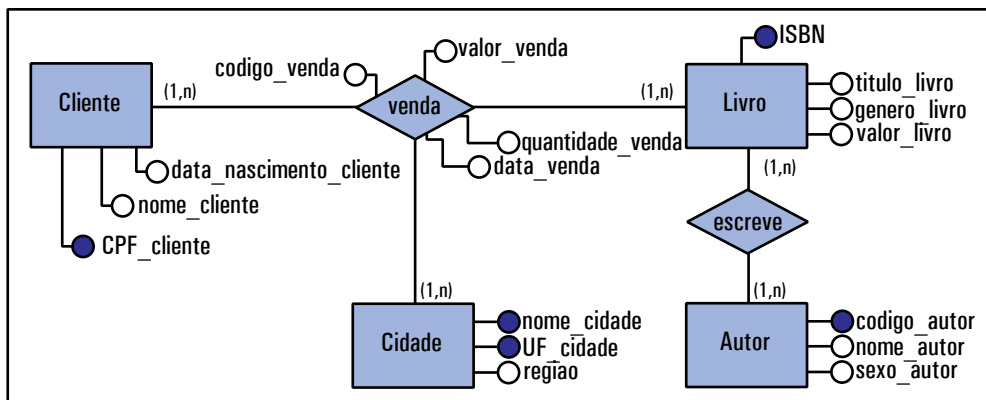 ISBN
valor_venda
codigo_venda
Cliente
(1,n)
venda
(1,n)
Livro
titulo_livro
genero_livro
valor_livro
quantidade_venda
data_venda
data_nascimento_cliente
nome_cliente
CPF_cliente
(1,n)
escreve
(1,n)
(1,n)
Cidade
nome_cidade
UF_cidade
regiao
Autor
codigo_autor
nome_autor
sexo_autor